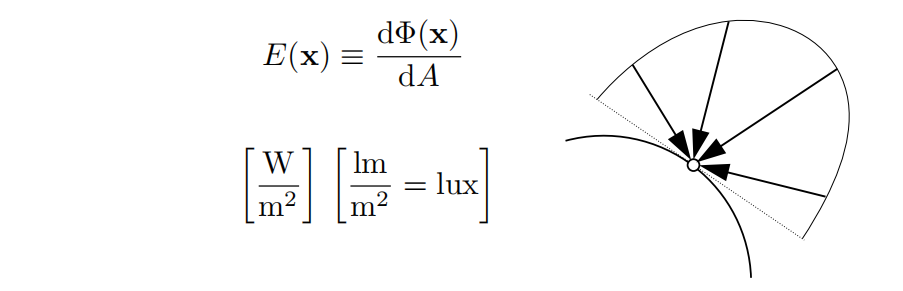 E(x) ≡ dΦ(x) / dA
[W / m²] [lm / m² = lux]